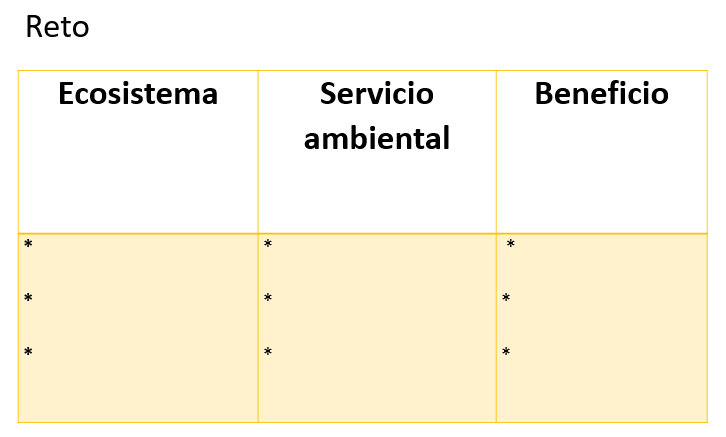 Reto
Ecosistema
Servicio
ambiental
Beneficio
* * *
* * *
* * *